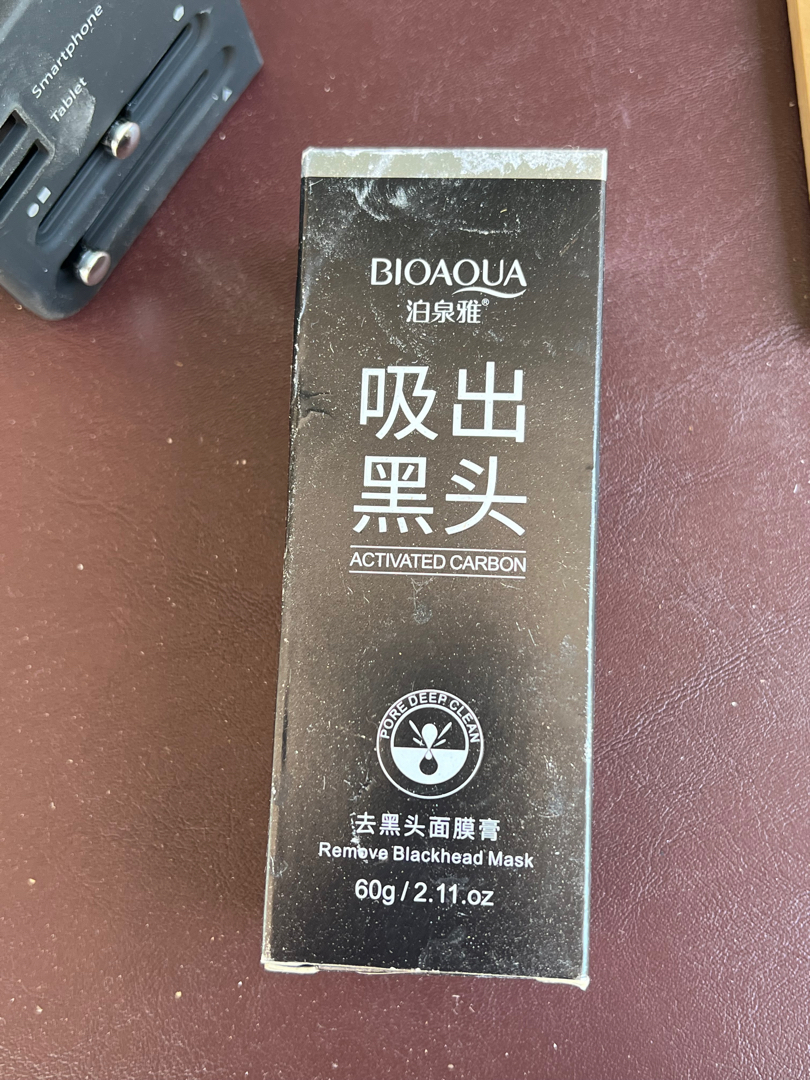 Smartphone
Tablet
BIOAQUA
泊泉雅®
吸出
黑头
ACTIVATED CARBON
PORE DEEP CLEAN
去黑头面膜膏
Remove Blackhead Mask
60g / 2.11.oz